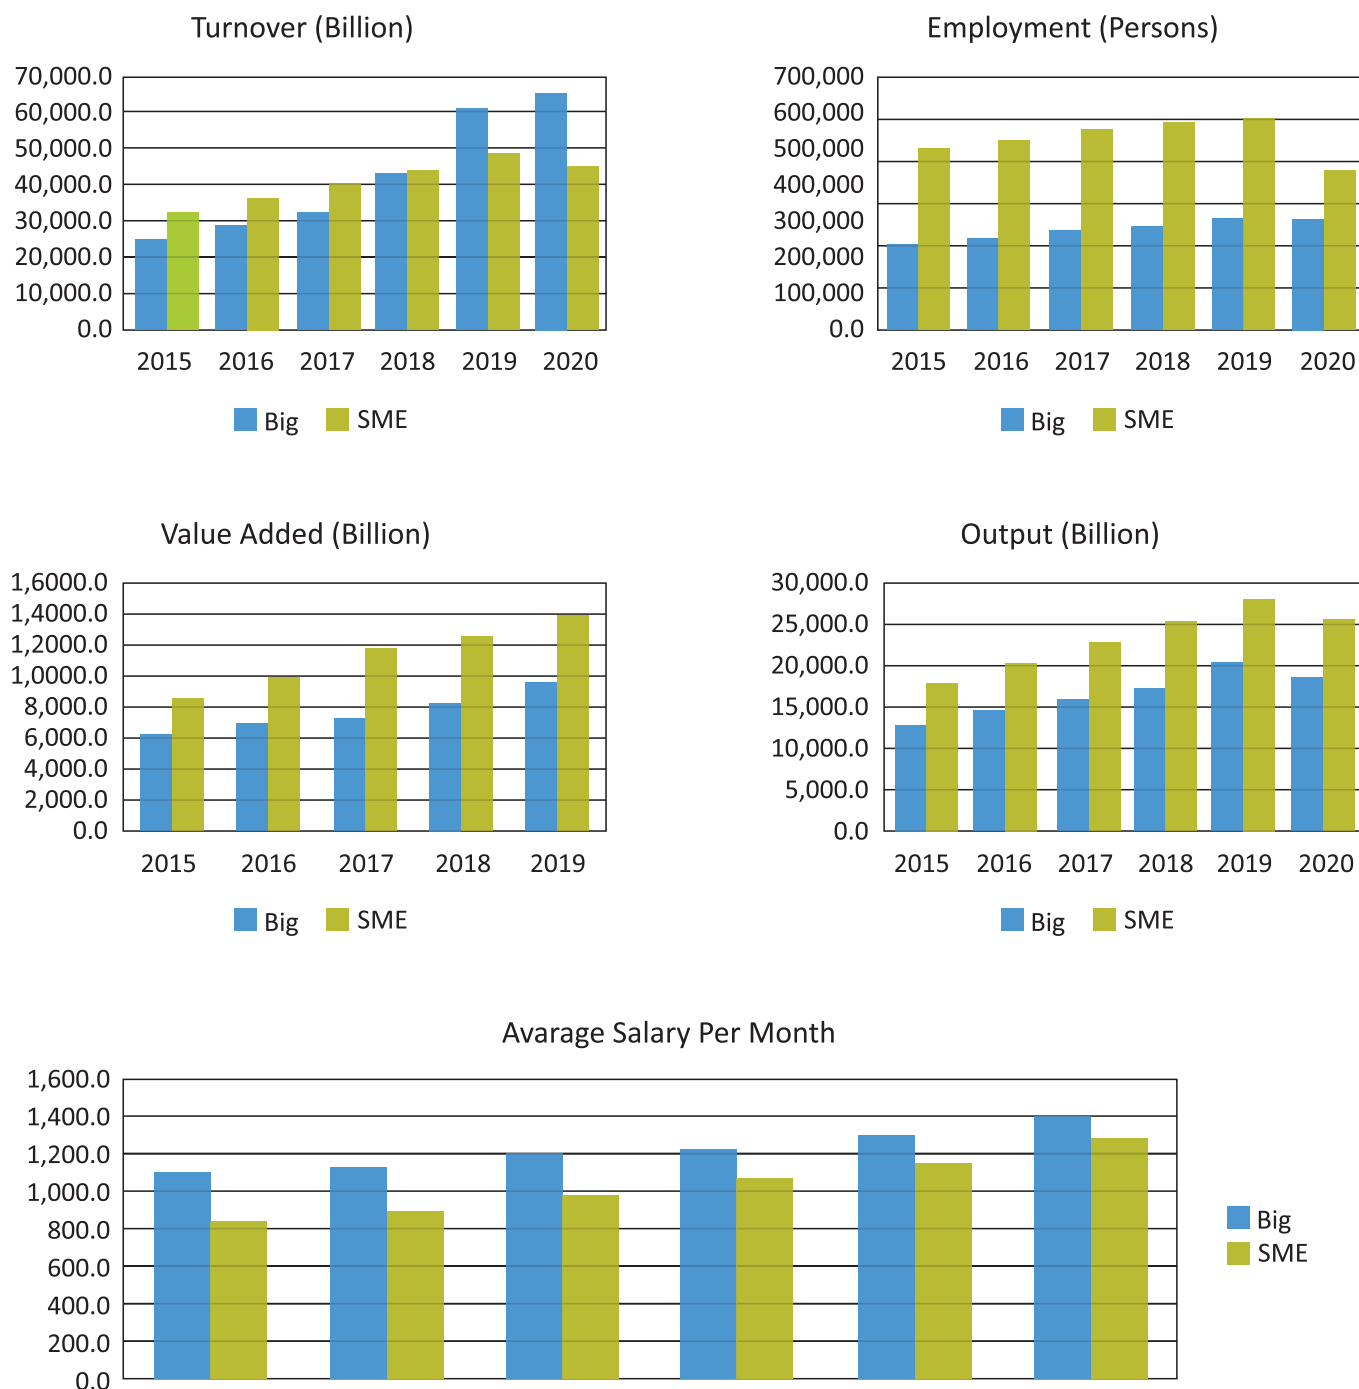 Turnover (Billion)
70,000.0
60,000.0
50,000.0
40,000.0
30,000.0
20,000.0
10,000.0
0.0
2015 2016 2017 2018 2019 2020
Big SME
Employment (Persons)
700,000
600,000
500,000
400,000
300,000
200,000
100,000
0.0
2015 2016 2017 2018 2019 2020
Big SME
Value Added (Billion)
1,6000.0
1,4000.0
1,2000.0
1,0000.0
8,000.0
6,000.0
4,000.0
2,000.0
0.0
2015 2016 2017 2018 2019
Big SME
Output (Billion)
30,000.0
25,000.0
20,000.0
15,000.0
10,000.0
5,000.0
0.0
2015 2016 2017 2018 2019 2020
Big SME
Avarage Salary Per Month
1,600.0
1,400.0
1,200.0
1,000.0
800.0
600.0
400.0
200.0
0.0
Big
SME